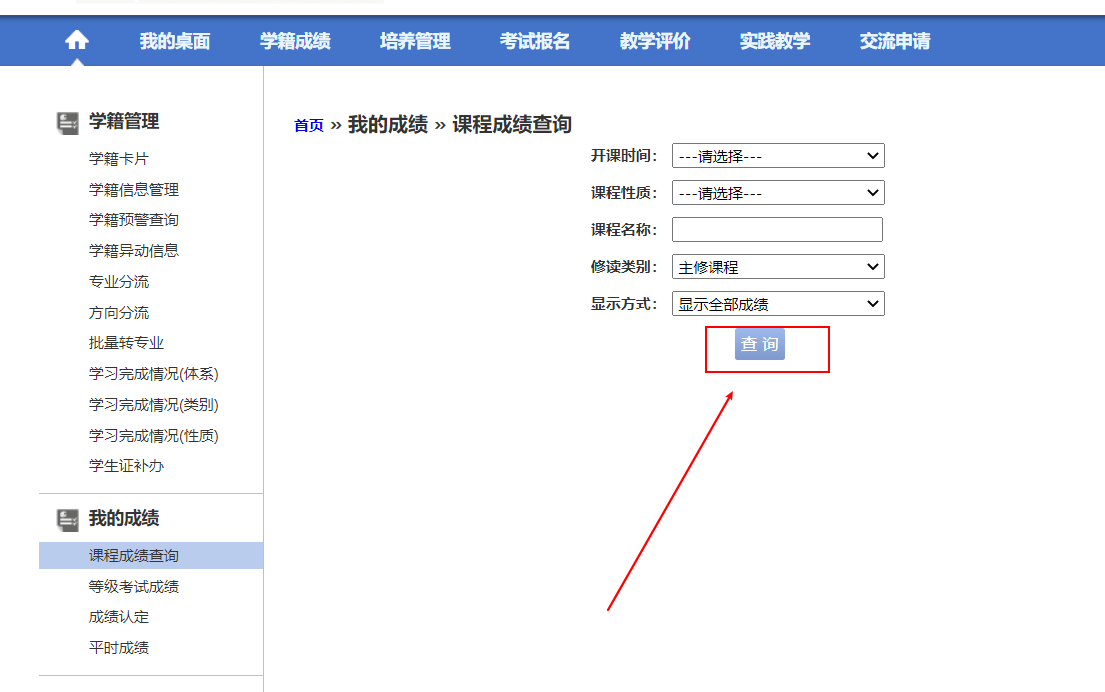 我的桌面 学籍成绩 培养管理 考试报名 教学评价 实践教学 交流申请
学籍管理
学籍卡片
学籍信息管理
学籍预警查询
学籍异动信息
专业分流
方向分流
批量转专业
学习完成情况(体系)
学习完成情况(类别)
学习完成情况(性质)
学生证补办
我的成绩
课程成绩查询
等级考试成绩
成绩认定
平时成绩
首页 » 我的成绩 » 课程成绩查询
开课时间: ---请选择---
课程性质: ---请选择---
课程名称:
修读类别: 主修课程
显示方式: 显示全部成绩
查 询